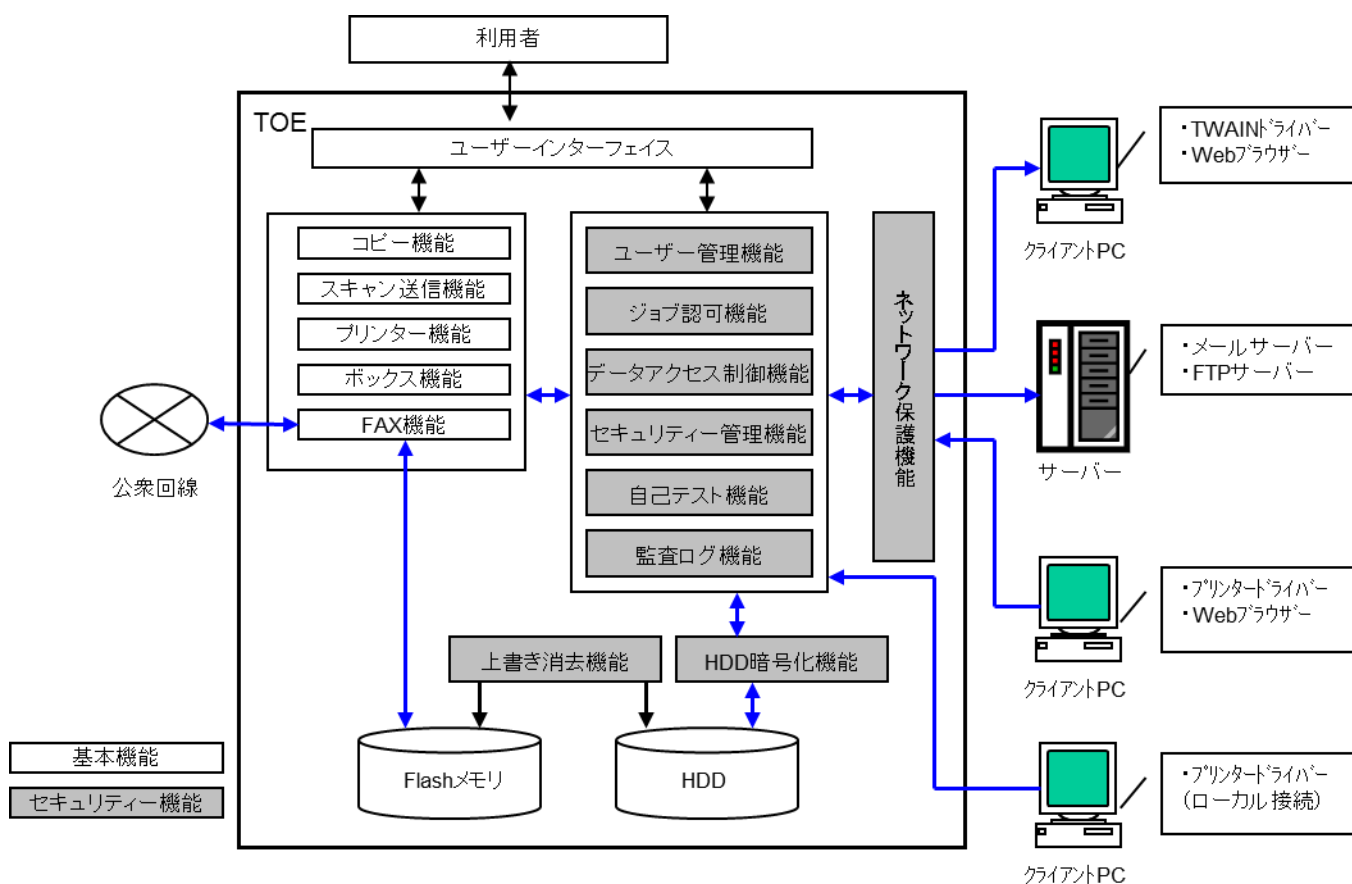 利用者
TOE
ユーザーインターフェイス
コピー機能
スキャン送信機能
プリンター機能
ボックス機能
FAX機能
ユーザー管理機能
ジョブ認可機能
データアクセス制御機能
セキュリティー管理機能
自己テスト機能
監査ログ機能
ネットワーク保護機能
公衆回線
上書き消去機能
HDD暗号化機能
Flashメモリ
HDD
基本機能
セキュリティー機能
・TWAINﾄﾞﾗｲﾊﾞｰ
・Webﾌﾞﾗｳｻﾞｰ
ｸﾗｲｱﾝﾄPC
・メールサーバー
・FTPサーバー
サーバー
・ﾌﾟﾘﾝﾀｰﾄﾞﾗｲﾊﾞｰ
・Webﾌﾞﾗｳｻﾞｰ
ｸﾗｲｱﾝﾄPC
・ﾌﾟﾘﾝﾀｰﾄﾞﾗｲﾊﾞｰ
(ローカル接続)
ｸﾗｲｱﾝﾄPC